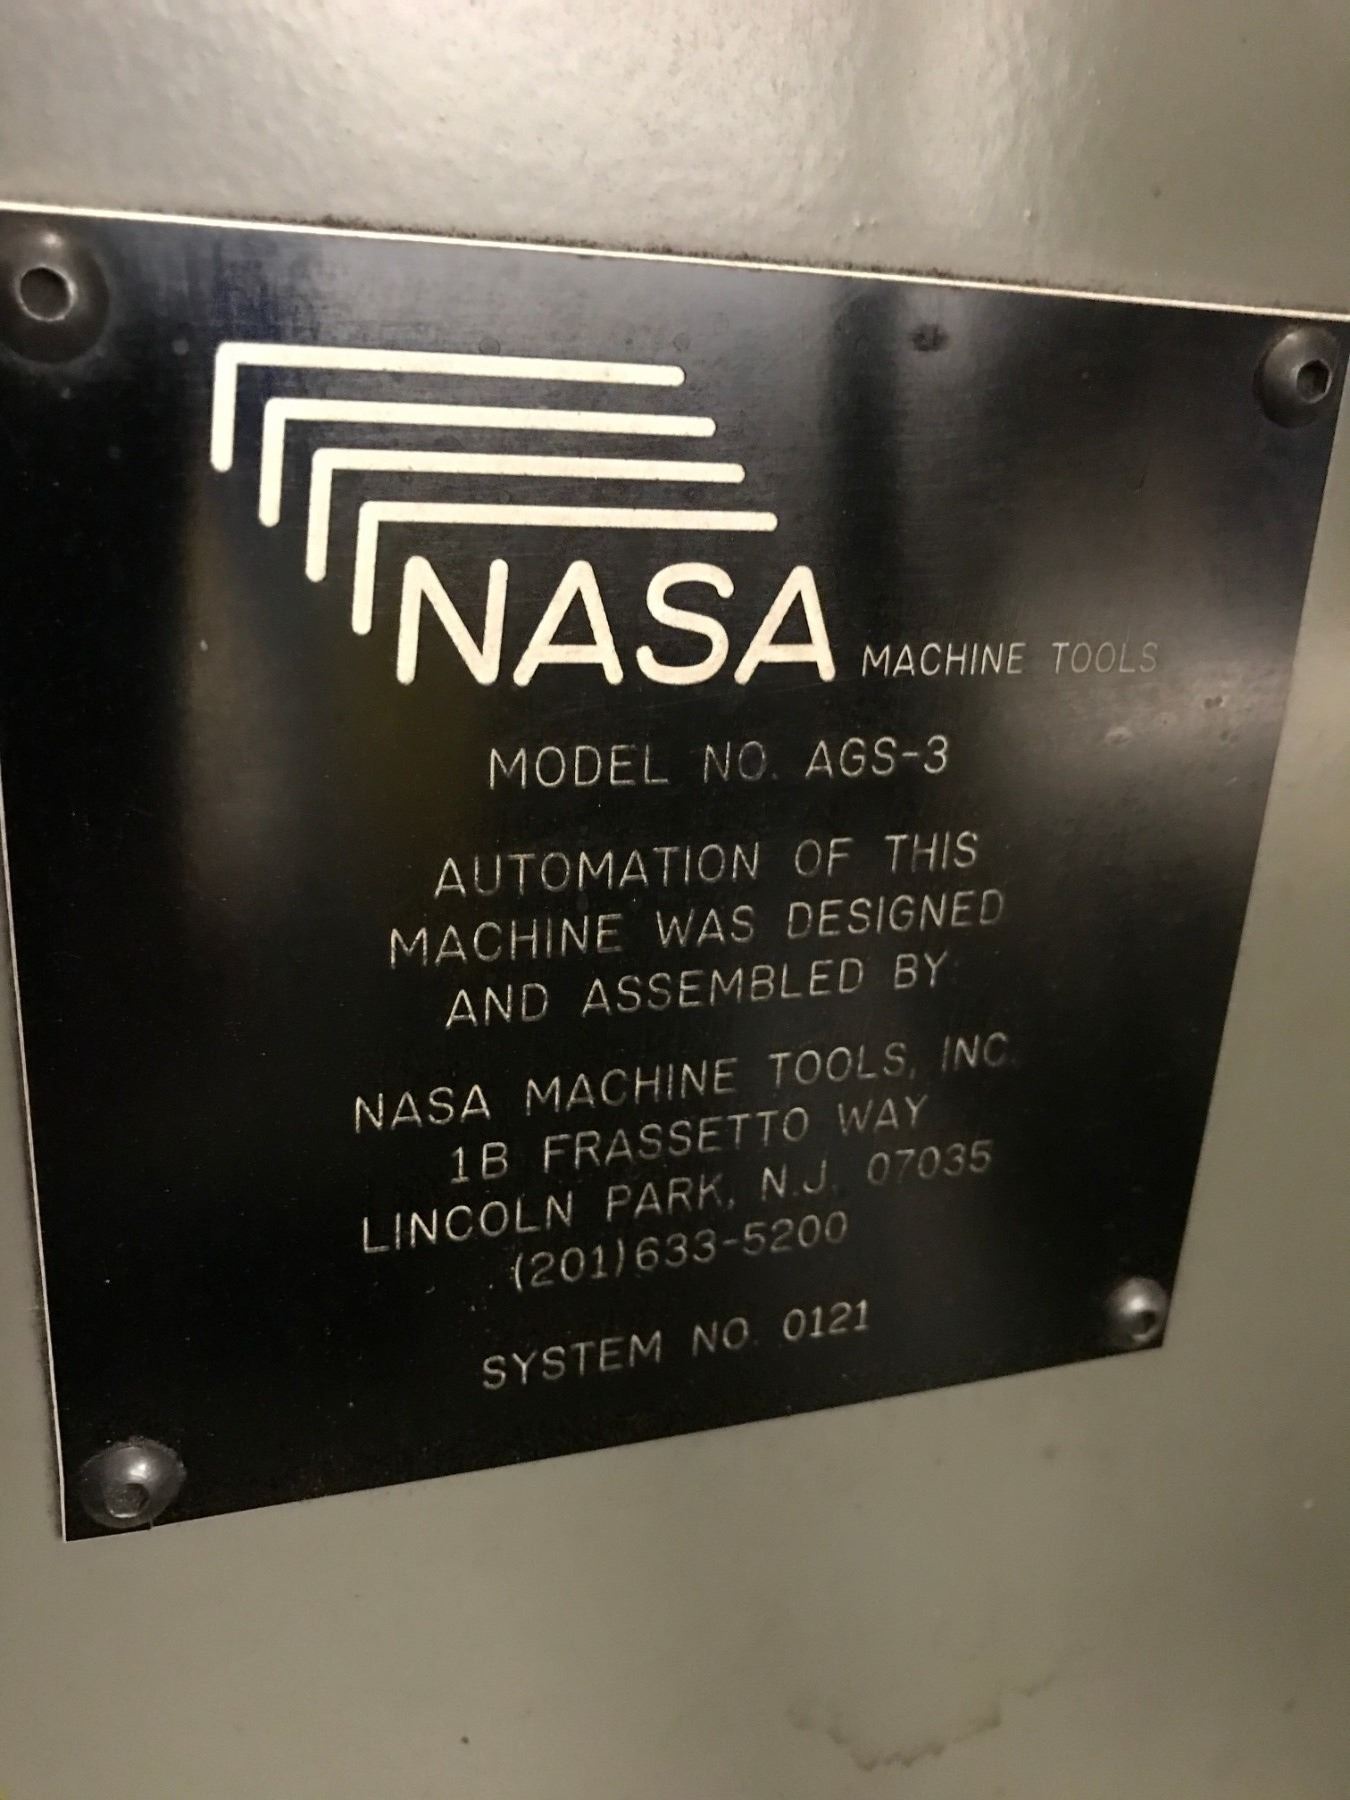 NASA MACHINE TOOLS
MODEL NO. AGS-3
AUTOMATION OF THIS
MACHINE WAS DESIGNED
AND ASSEMBLED BY:
NASA MACHINE TOOLS, INC.
1B FRASSETTO WAY
LINCOLN PARK, N.J. 07035
(201)633-5200
SYSTEM NO. 0121